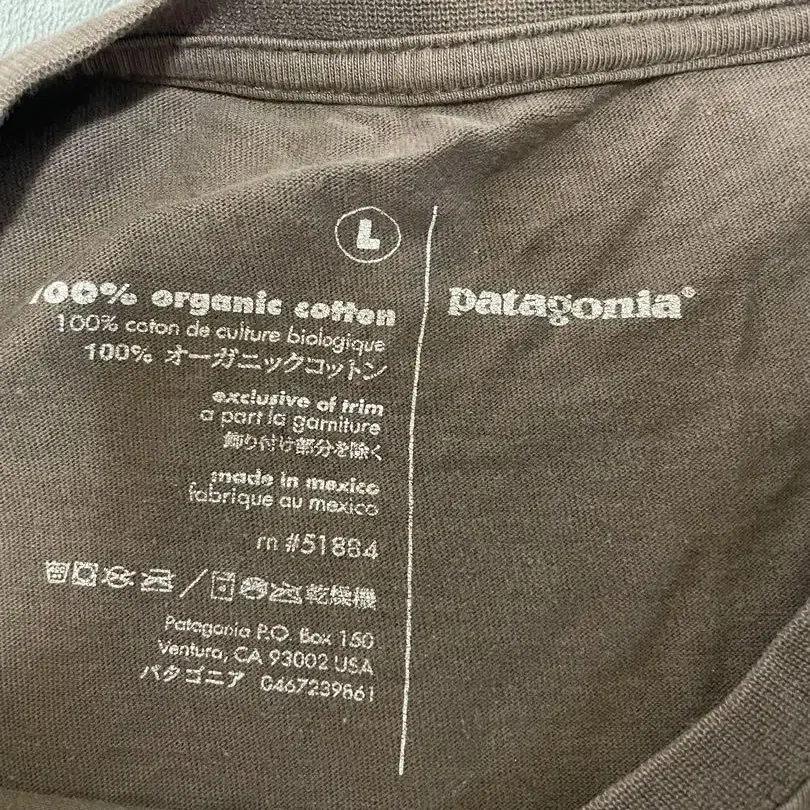 L
100% organic cotton
100% coton de culture biologique
100% オーガニックコットン
exclusive of trim
a part la garniture
飾り付け部分を除く
made in mexico
fabrique au mexico
rn #51884
乾燥機
Patagonia P.O. Box 150
Ventura, CA 93002 USA
パタゴニア 0467239861
patagonia®